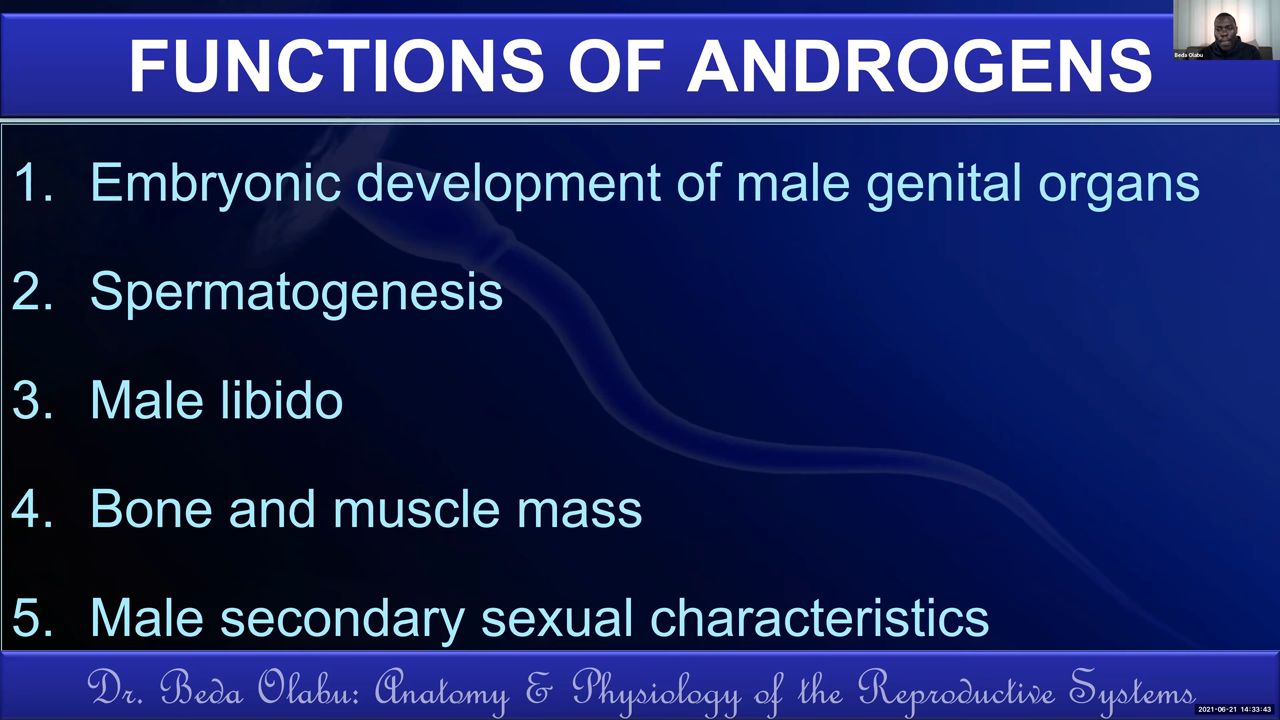 FUNCTIONS OF ANDROGENS
Beda Olabu
1. Embryonic development of male genital organs
2. Spermatogenesis
3. Male libido
4. Bone and muscle mass
5. Male secondary sexual characteristics
Dr. Beda Olabu: Anatomy & Physiology of the Reproductive Systems
2021-06-21 14:33:43